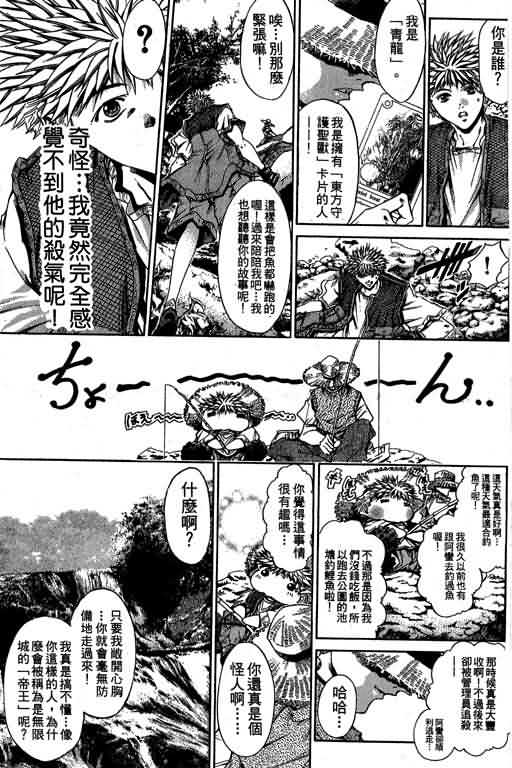 你是誰?
我是
「青龍」。
我是擁有「東方守
護聖獸」卡片的人
——!
唉…別那麼
緊張嘛!
?
這樣是會把魚都嚇跑的
喔!過來陪陪我吧…我
也想聽聽你的故事呢!
奇怪…我竟然完全感
覺不到他的殺氣呢!
ちょーーん..
這天氣真是好啊…
這種天氣最適合釣
魚了呢!
我很久以前也有
跟阿蠻去釣過魚
喔!
不過那是因為我
們沒錢吃飯,所
以跑去公園的池
塘釣鯉魚啦!
那時候真是大豐
收啊!不過後來
卻被管理員追殺
阿蠻卻順
利逃走…
你覺得這事情
很有趣嗎…
哈哈…
你還真是個
怪人啊……
什麼啊?
只要我敞開心胸
…你就會毫無防
備地走過來!
我真是搞不懂…像
你這樣的人,為什
麼會被稱為是無限
城的「帝王」呢?